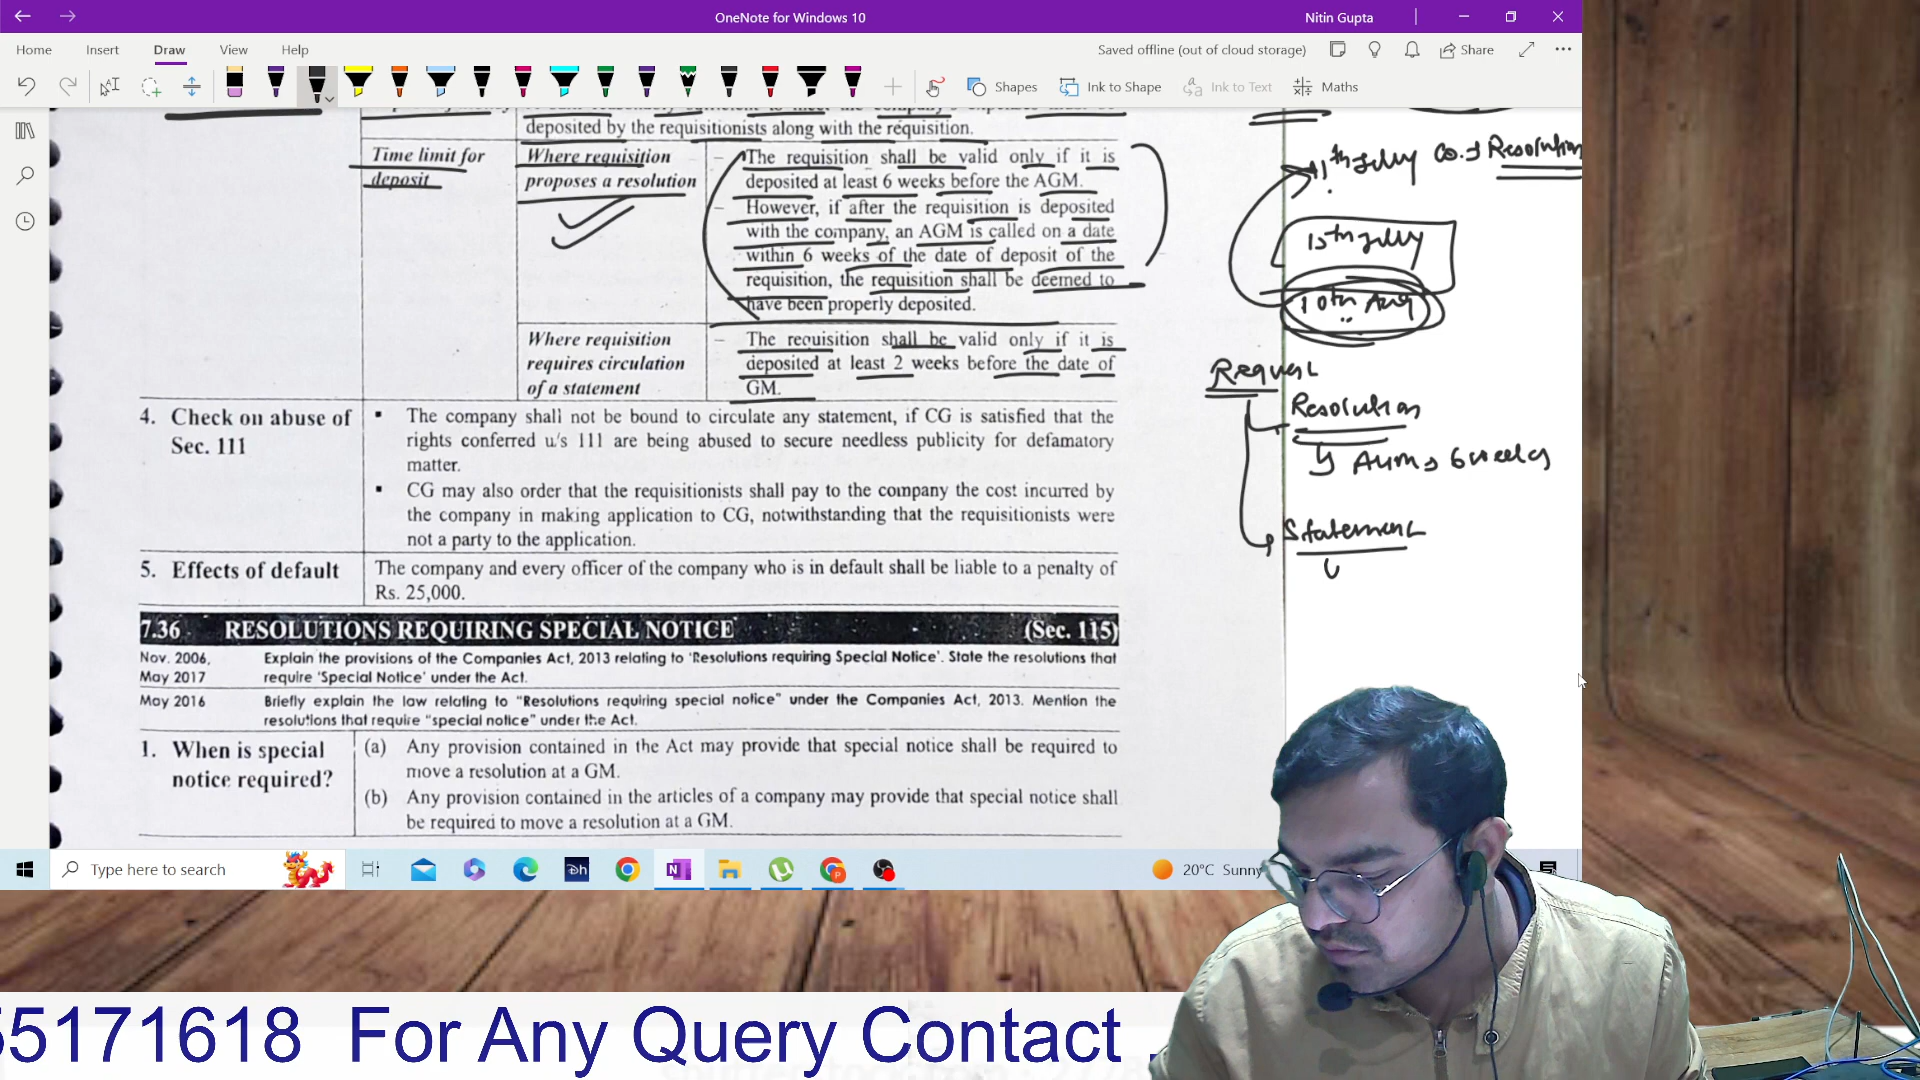 OneNote for Windows 10
Nitin Gupta
Home Insert Draw View Help
Saved offline (out of cloud storage) Share
Shapes Ink to Shape Ink to Text Maths
deposited by the requisitionists along with the requisition.
Time limit for
deposit
Where requisition
proposes a resolution
– The requisition shall be valid only if it is
deposited at least 6 weeks before the AGM.
– However, if after the requisition is deposited
with the company, an AGM is called on a date
within 6 weeks of the date of deposit of the
requisition, the requisition shall be deemed to
have been properly deposited.
Where requisition
requires circulation
of a statement
– The requisition shall be valid only if it is
deposited at least 2 weeks before the date of
GM.
4. Check on abuse of
Sec. 111
▪ The company shall not be bound to circulate any statement, if CG is satisfied that the
rights conferred u/s 111 are being abused to secure needless publicity for defamatory
matter.
▪ CG may also order that the requisitionists shall pay to the company the cost incurred by
the company in making application to CG, notwithstanding that the requisitionists were
not a party to the application.
5. Effects of default
The company and every officer of the company who is in default shall be liable to a penalty of
Rs. 25,000.
7.36 RESOLUTIONS REQUIRING SPECIAL NOTICE (Sec. 115)
Nov. 2006,
May 2017
Explain the provisions of the Companies Act, 2013 relating to 'Resolutions requiring Special Notice'. State the resolutions that
require 'Special Notice' under the Act.
May 2016
Briefly explain the law relating to "Resolutions requiring special notice" under the Companies Act, 2013. Mention the
resolutions that require "special notice" under the Act.
1. When is special
notice required?
(a) Any provision contained in the Act may provide that special notice shall be required to
move a resolution at a GM.
(b) Any provision contained in the articles of a company may provide that special notice shall
be required to move a resolution at a GM.
Resolution
15th July
10th Aug
Request
Resolution
6 weeks
Statement
Type here to search
20°C Sunny
55171618 For Any Query Contact